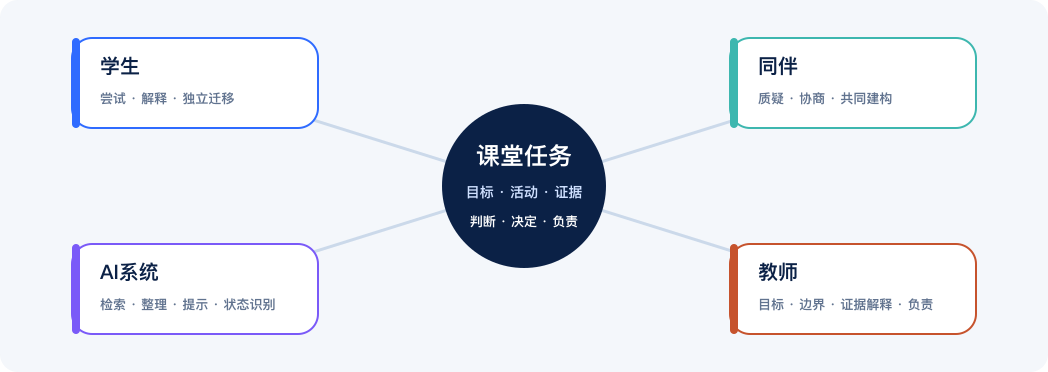 学生
尝试 · 解释 · 独立迁移
同伴
质疑 · 协商 · 共同建构
课堂任务
目标 · 活动 · 证据
判断 · 决定 · 负责
AI系统
检索 · 整理 · 提示 · 状态识别
教师
目标 · 边界 · 证据解释 · 负责